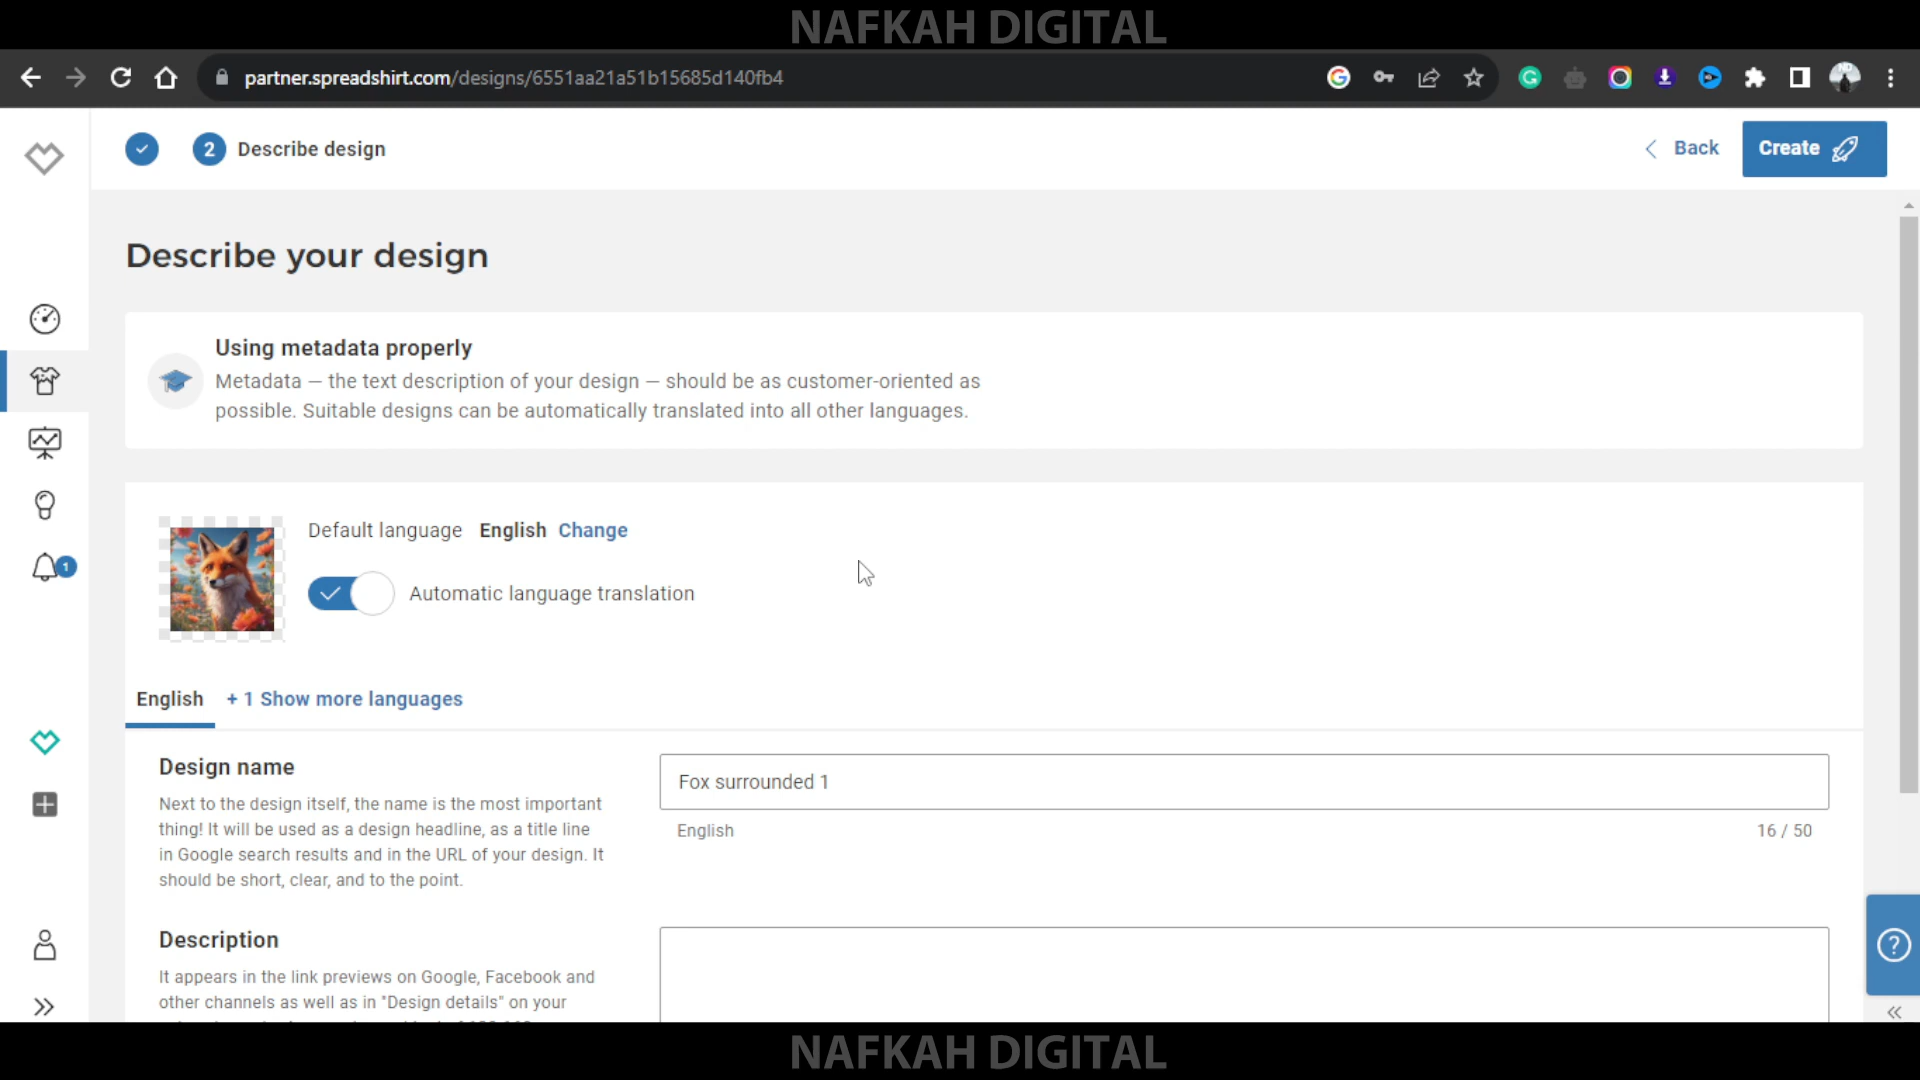 NAFKAH DIGITAL
partner.spreadshirt.com/designs/6551aa21a51b15685d140fb4
2 Describe design
Back
Create
Describe your design
Using metadata properly
Metadata — the text description of your design — should be as customer-oriented as
possible. Suitable designs can be automatically translated into all other languages.
Default language English Change
Automatic language translation
1
English + 1 Show more languages
Design name
Next to the design itself, the name is the most important
thing! It will be used as a design headline, as a title line
in Google search results and in the URL of your design. It
should be short, clear, and to the point.
Fox surrounded 1
English
16 / 50
Description
It appears in the link previews on Google, Facebook and
other channels as well as in "Design details" on your
NAFKAH DIGITAL